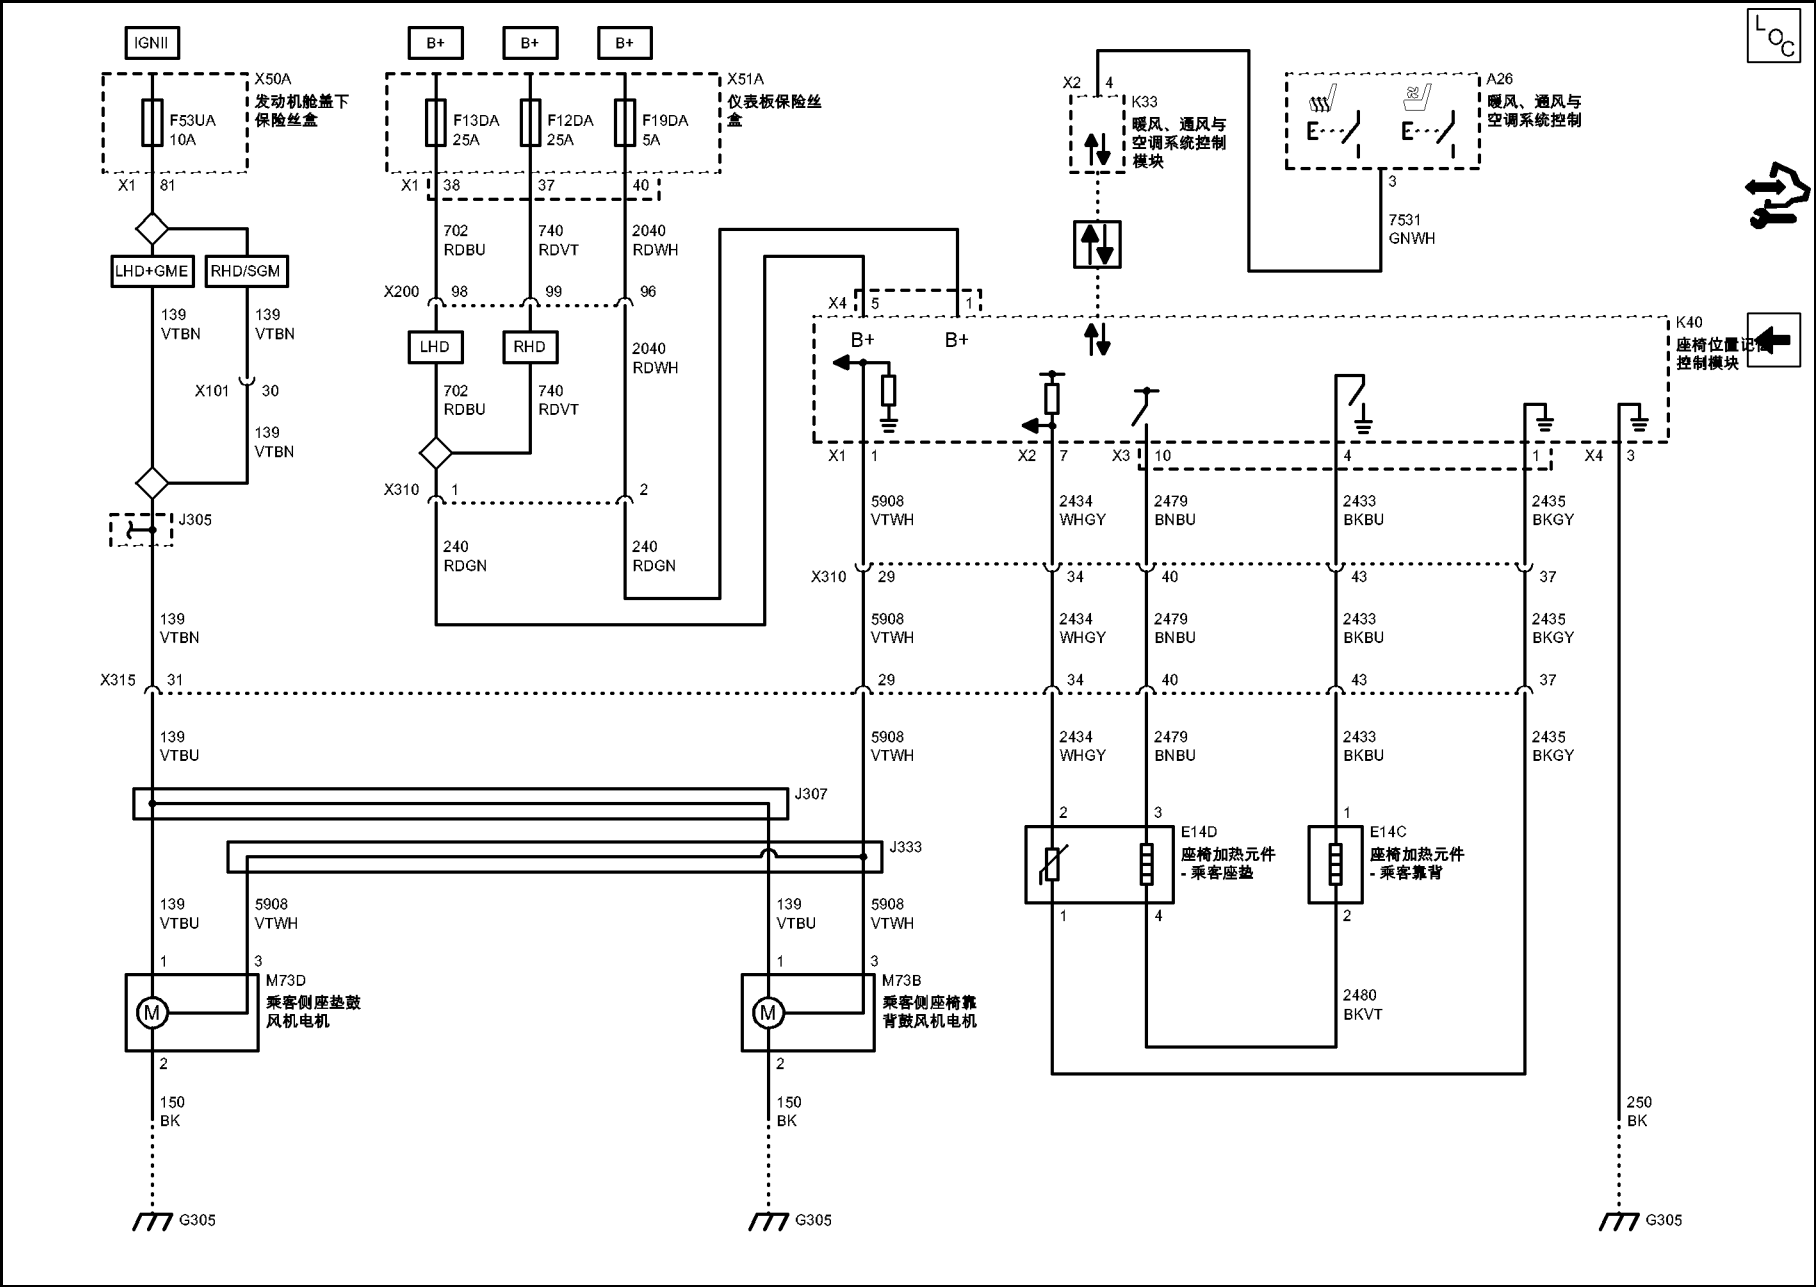 IGNII
B+
B+
B+
LOC
X50A
发动机舱盖下
保险丝盒
F53UA
10A
X1
81
X51A
仪表板保险丝
盒
F13DA
25A
F12DA
25A
F19DA
5A
X1
38
37
40
X2
4
K33
暖风、通风与
空调系统控制
模块
A26
暖风、通风与
空调系统控制
3
7531
GNWH
LHD+GME
RHD/SGM
702
RDBU
740
RDVT
2040
RDWH
139
VTBN
139
VTBN
X200
98
99
96
LHD
RHD
2040
RDWH
X101
30
702
RDBU
740
RDVT
139
VTBN
X310
1
2
J305
240
RDGN
240
RDGN
139
VTBN
X4
5
1
B+
B+
K40
座椅位置记
控制模块
X1
1
X2
7
X3
10
4
1
X4
3
5908
VTWH
2434
WHGY
2479
BNBU
2433
BKBU
2435
BKGY
X310
29
34
40
43
37
5908
VTWH
2434
WHGY
2479
BNBU
2433
BKBU
2435
BKGY
X315
31
29
34
40
43
37
139
VTBU
5908
VTWH
2434
WHGY
2479
BNBU
2433
BKBU
2435
BKGY
J307
J333
2
3
E14D
座椅加热元件
- 乘客座垫
1
4
1
E14C
座椅加热元件
- 乘客靠背
2
139
VTBU
5908
VTWH
139
VTBU
5908
VTWH
1
3
M73D
乘客侧座垫鼓
风机电机
M
2
1
3
M73B
乘客侧座椅靠
背鼓风机电机
M
2
2480
BKVT
150
BK
150
BK
250
BK
G305
G305
G305